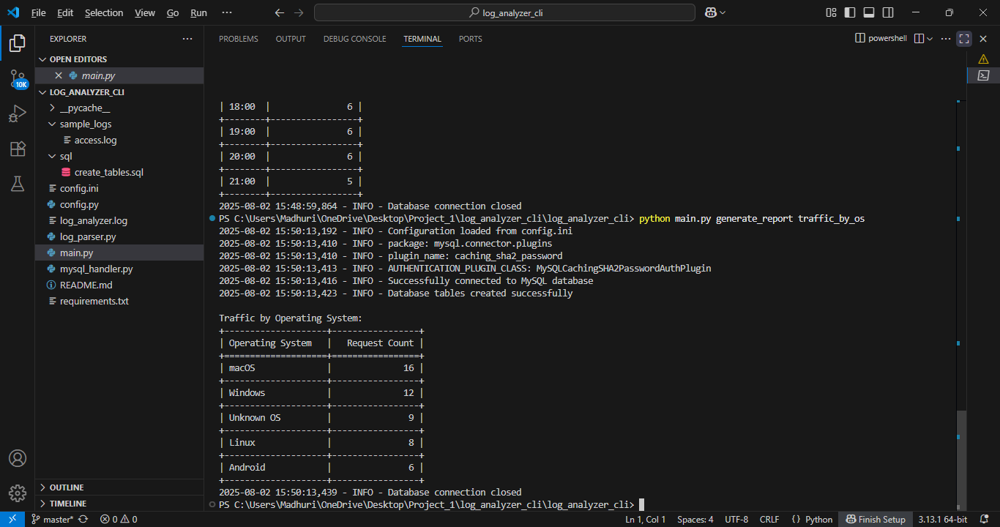 File Edit Selection View Go Run ··· log_analyzer_cli
EXPLORER ···
OPEN EDITORS
main.py
LOG_ANALYZER_CLI
__pycache__
sample_logs
access.log
sql
create_tables.sql
config.ini
config.py
log_analyzer.log
log_parser.py
main.py
mysql_handler.py
README.md
requirements.txt
OUTLINE
TIMELINE
10K
PROBLEMS OUTPUT DEBUG CONSOLE TERMINAL PORTS powershell ···
| 18:00  |               6 |
+--------+-----------------+
| 19:00  |               6 |
+--------+-----------------+
| 20:00  |               6 |
+--------+-----------------+
| 21:00  |               5 |
+--------+-----------------+
2025-08-02 15:48:59,864 - INFO - Database connection closed
PS C:\Users\Madhuri\OneDrive\Desktop\Project_1\log_analyzer_cli\log_analyzer_cli> python main.py generate_report traffic_by_os
2025-08-02 15:50:13,192 - INFO - Configuration loaded from config.ini
2025-08-02 15:50:13,410 - INFO - package: mysql.connector.plugins
2025-08-02 15:50:13,410 - INFO - plugin_name: caching_sha2_password
2025-08-02 15:50:13,413 - INFO - AUTHENTICATION_PLUGIN_CLASS: MySQLCachingSHA2PasswordAuthPlugin
2025-08-02 15:50:13,416 - INFO - Successfully connected to MySQL database
2025-08-02 15:50:13,423 - INFO - Database tables created successfully
Traffic by Operating System:
+--------------------+-----------------+
| Operating System   |   Request Count |
+====================+=================+
| macOS              |              16 |
+--------------------+-----------------+
| Windows            |              12 |
+--------------------+-----------------+
| Unknown OS         |               9 |
+--------------------+-----------------+
| Linux              |               8 |
+--------------------+-----------------+
| Android            |               6 |
+--------------------+-----------------+
2025-08-02 15:50:13,439 - INFO - Database connection closed
PS C:\Users\Madhuri\OneDrive\Desktop\Project_1\log_analyzer_cli\log_analyzer_cli>
master* 0 0 Ln 1, Col 1 Spaces: 4 UTF-8 CRLF {} Python Finish Setup 3.13.1 64-bit